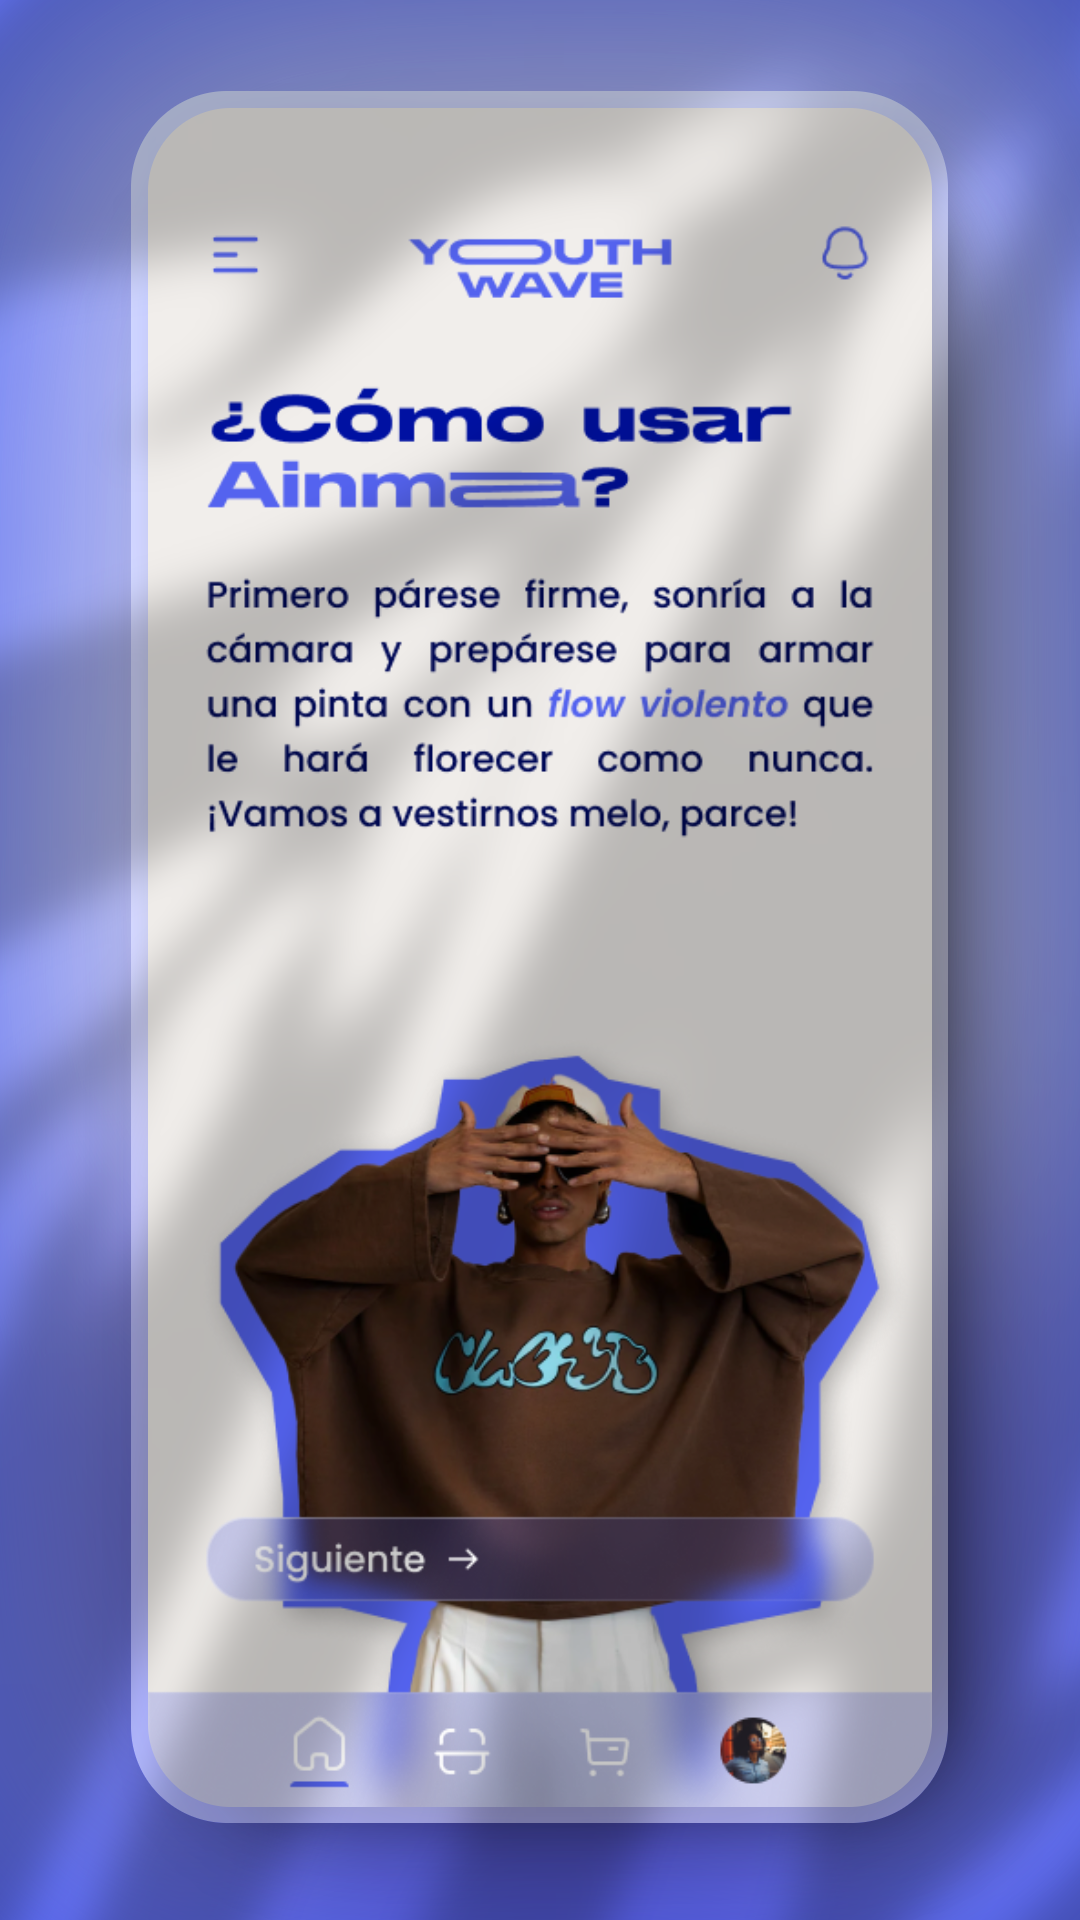 YOUTH
WAVE
¿Cómo usar
Ainmaa?
Primero párese firme, sonría a la
cámara y prepárese para armar
una pinta con un flow violento que
le hará florecer como nunca.
¡Vamos a vestirnos melo, parce!
Siguiente →